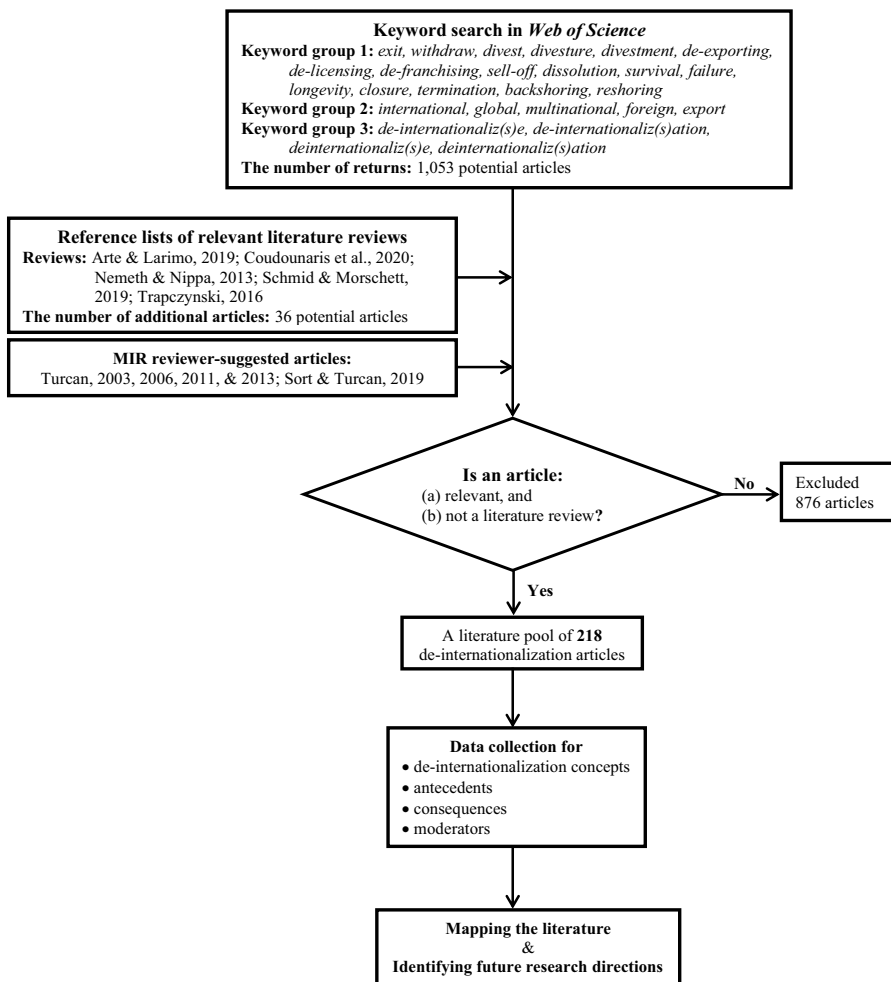 Keyword search in Web of Science
Keyword group 1: exit, withdraw, divest, divesture, divestment, de-exporting,
de-licensing, de-franchising, sell-off, dissolution, survival, failure,
longevity, closure, termination, backshoring, reshoring
Keyword group 2: international, global, multinational, foreign, export
Keyword group 3: de-internationaliz(s)e, de-internationaliz(s)ation,
deinternationaliz(s)e, deinternationaliz(s)ation
The number of returns: 1,053 potential articles
Reference lists of relevant literature reviews
Reviews: Arte & Larimo, 2019; Coudounaris et al., 2020;
Nemeth & Nippa, 2013; Schmid & Morschett,
2019; Trapczynski, 2016
The number of additional articles: 36 potential articles
MIR reviewer-suggested articles:
Turcan, 2003, 2006, 2011, & 2013; Sort & Turcan, 2019
Is an article:
(a) relevant, and
(b) not a literature review?
No
Excluded
876 articles
Yes
A literature pool of 218
de-internationalization articles
Data collection for
• de-internationalization concepts
• antecedents
• consequences
• moderators
Mapping the literature
&
Identifying future research directions